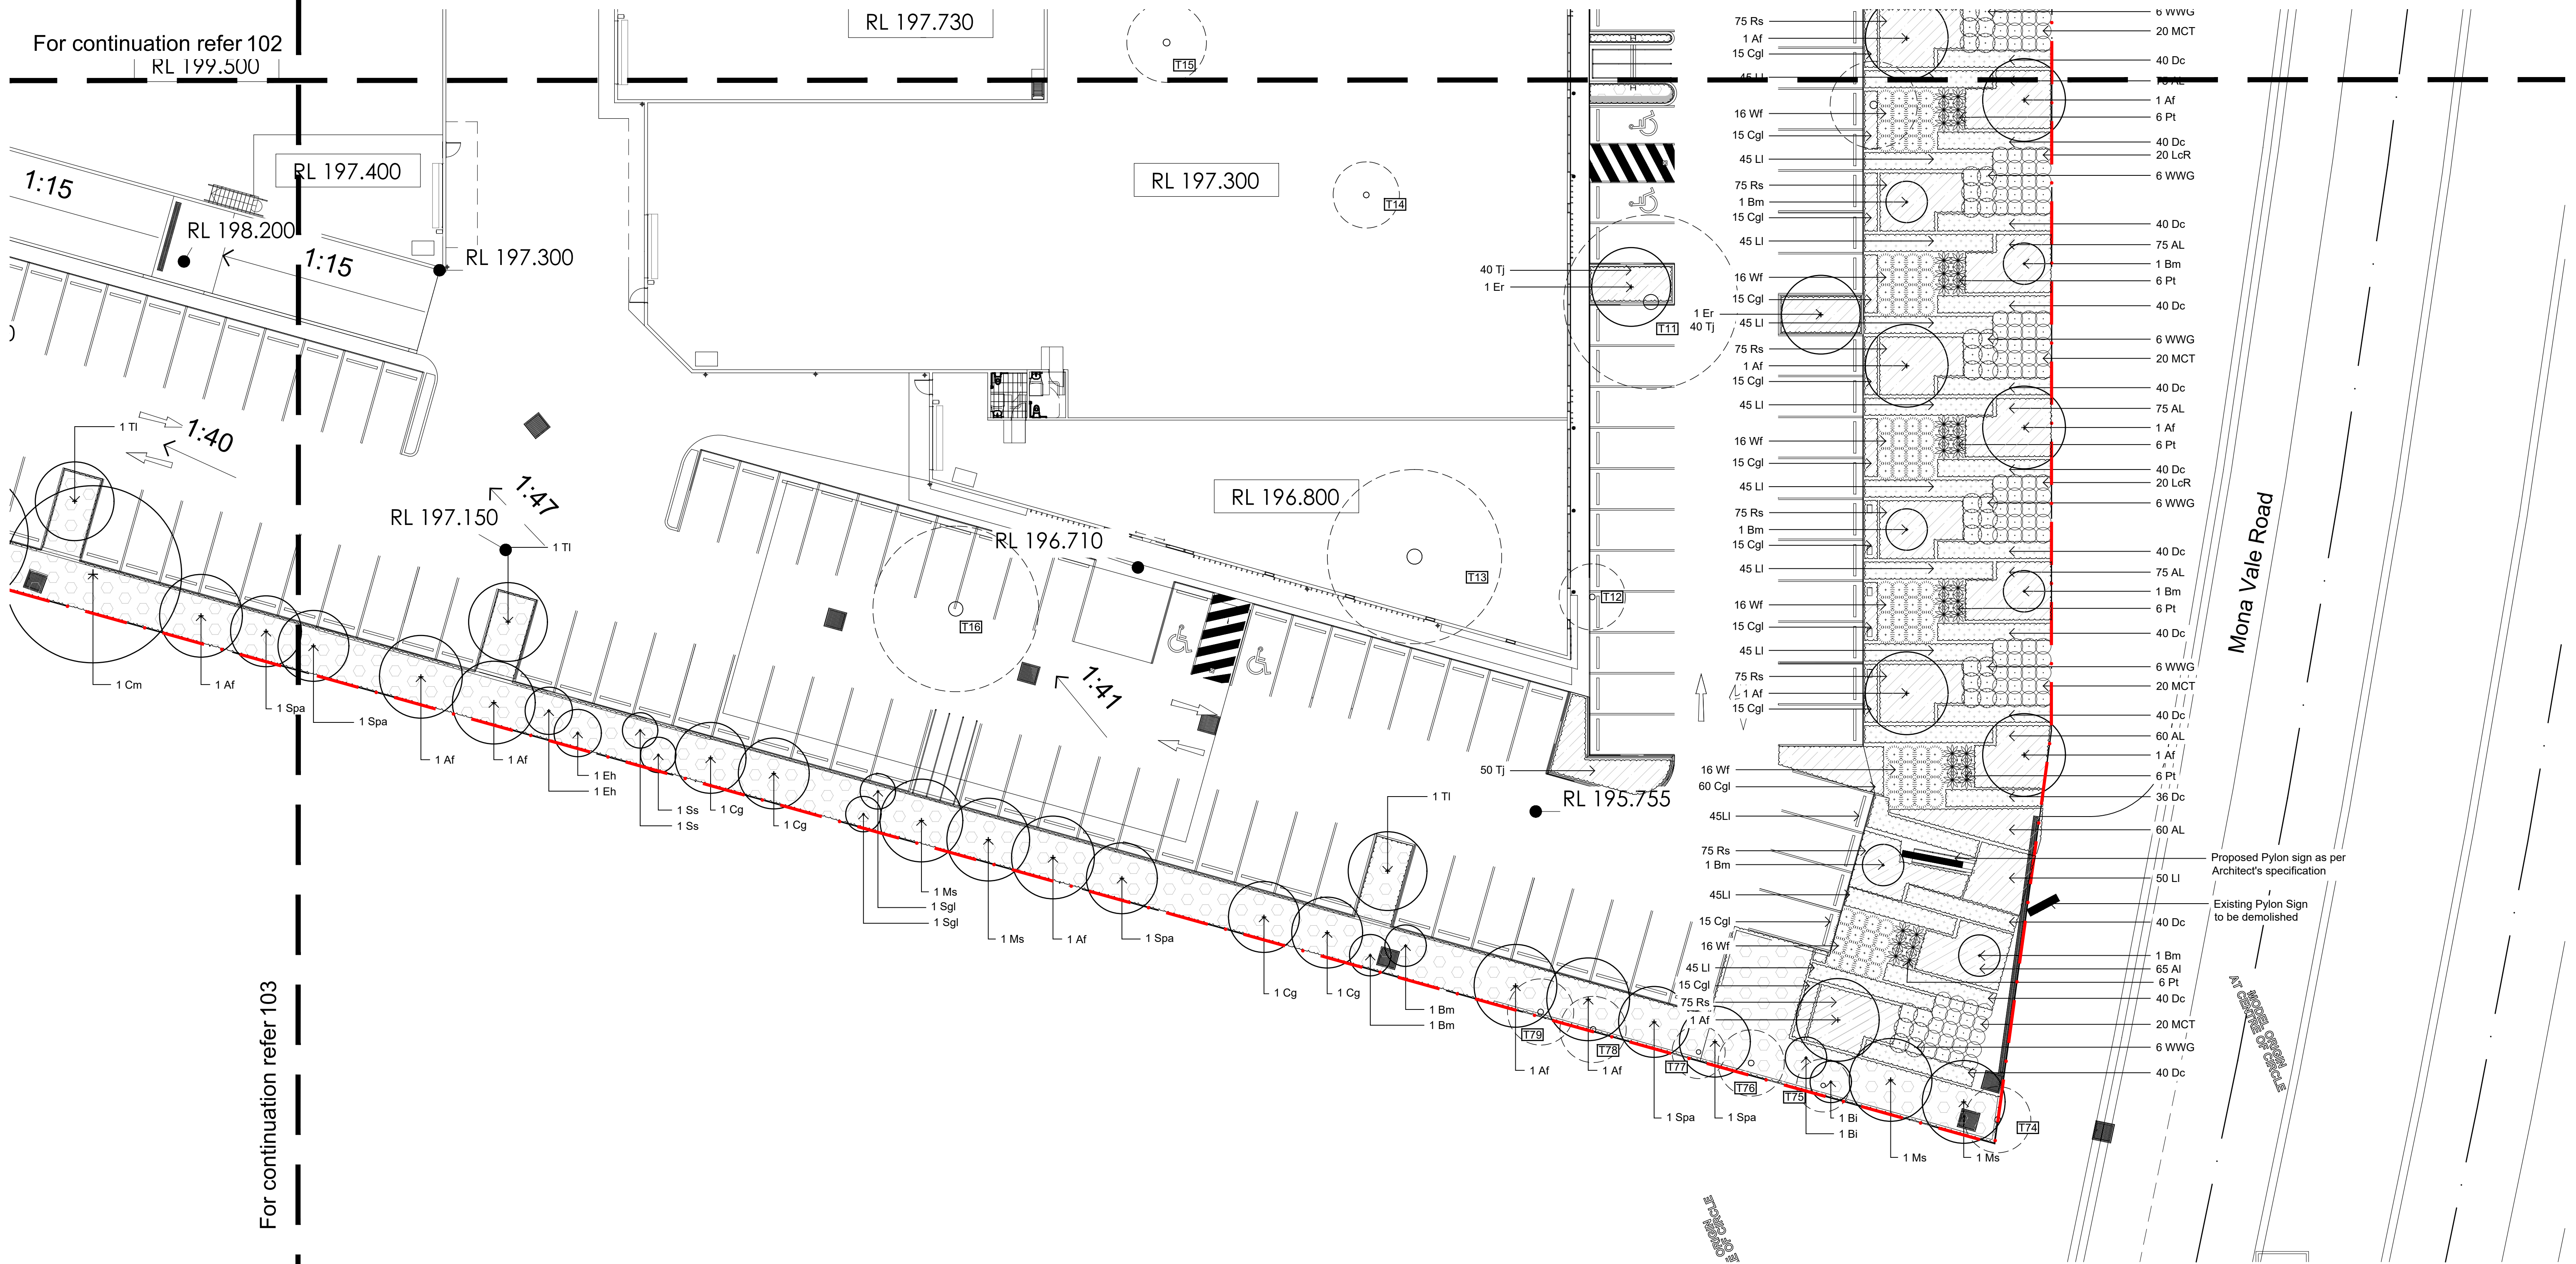 For continuation refer 102
RL 199.500
RL 197.730
T15
RL 197.400
1:15
RL 198.200
1:15
RL 197.300
RL 197.300
T14
40 Tj
1 Er
T11
1 Er
40 Tj
1:40
1 Tl
1:47
RL 197.150
1 Tl
RL 196.800
RL 196.710
T13
T12
T16
1:41
50 Tj
RL 195.755
1 Tl
1 Cm
1 Af
1 Spa
1 Spa
1 Af
1 Af
1 Eh
1 Eh
1 Ss
1 Ss
1 Cg
1 Cg
1 Ms
1 Sgl
1 Sgl
1 Ms
1 Af
1 Spa
1 Cg
1 Cg
1 Bm
1 Bm
T79
T78
1 Af
1 Af
T77
T76
T75
1 Spa
1 Spa
1 Bi
1 Bi
1 Ms
1 Ms
T74
75 Rs
1 Af
15 Cgl
45 Ll
16 Wf
15 Cgl
45 Ll
75 Rs
1 Bm
15 Cgl
45 Ll
16 Wf
15 Cgl
45 Ll
75 Rs
1 Af
15 Cgl
45 Ll
16 Wf
15 Cgl
45 Ll
75 Rs
1 Bm
15 Cgl
45 Ll
16 Wf
15 Cgl
45 Ll
75 Rs
1 Af
15 Cgl
16 Wf
60 Cgl
45Ll
75 Rs
1 Bm
45Ll
15 Cgl
16 Wf
45 Ll
15 Cgl
75 Rs
1 Af
6 WWG
20 MCT
40 Dc
75 AL
1 Af
6 Pt
40 Dc
20 LcR
6 WWG
40 Dc
75 AL
1 Bm
6 Pt
40 Dc
6 WWG
20 MCT
40 Dc
75 AL
1 Af
6 Pt
40 Dc
20 LcR
6 WWG
40 Dc
75 AL
1 Bm
6 Pt
40 Dc
6 WWG
20 MCT
40 Dc
60 AL
1 Af
6 Pt
36 Dc
60 AL
Proposed Pylon sign as per
Architect's specification
50 Ll
Existing Pylon Sign
to be demolished
40 Dc
1 Bm
65 Al
6 Pt
40 Dc
20 MCT
6 WWG
40 Dc
Mona Vale Road
MODEL ORIGIN
AT CENTRE OF CIRCLE
For continuation refer 103
E ORIGIN
E OF CIRCLE